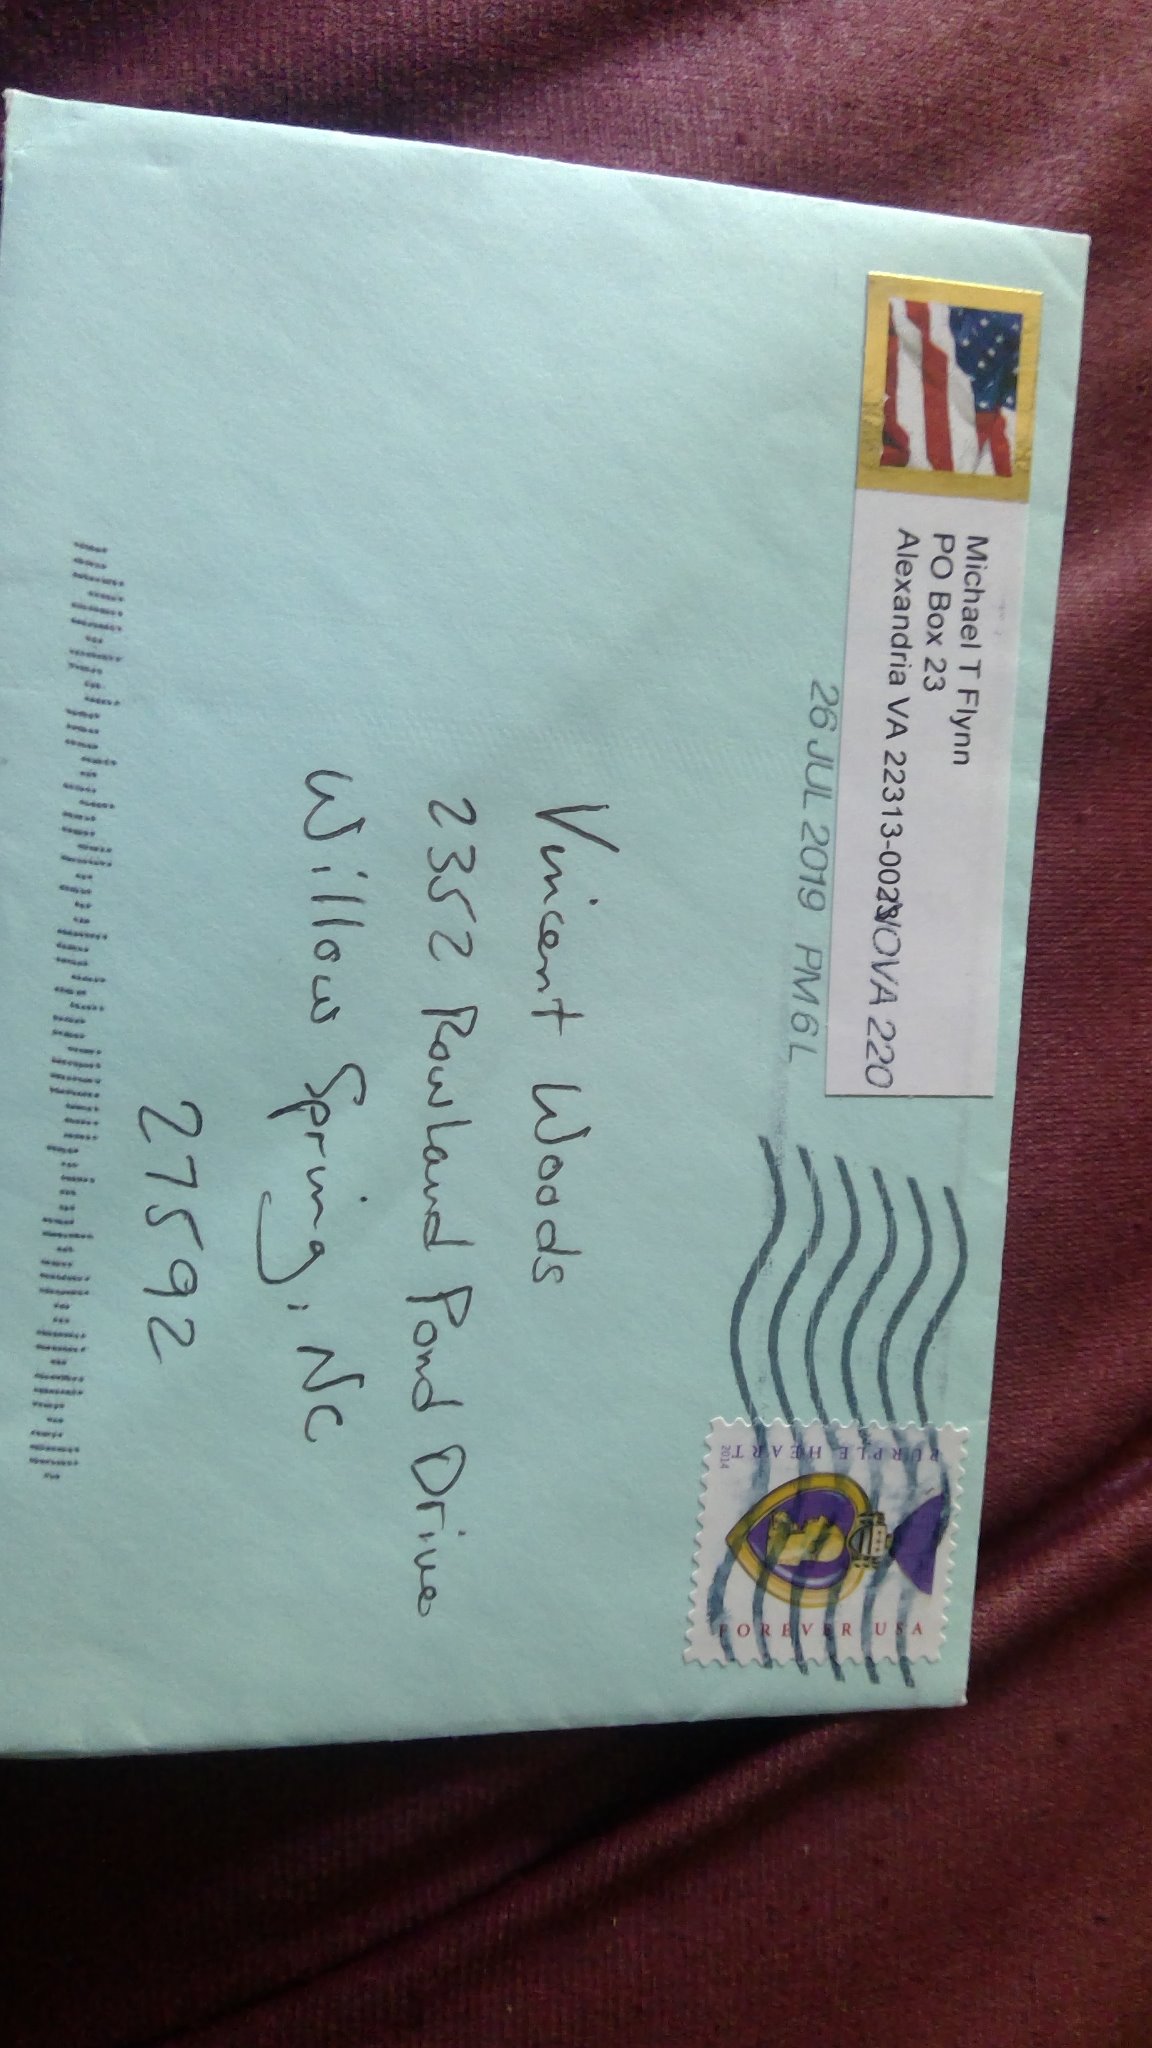 Michael T Flynn
PO Box 23
Alexandria VA 22313-0023
NOVA 220
26 JUL 2019 PM 6 L
PURPLE HEART
2014
FOREVER USA
Vincent Woods
2352 Rowland Pond Drive
Willow Spring, NC
27592